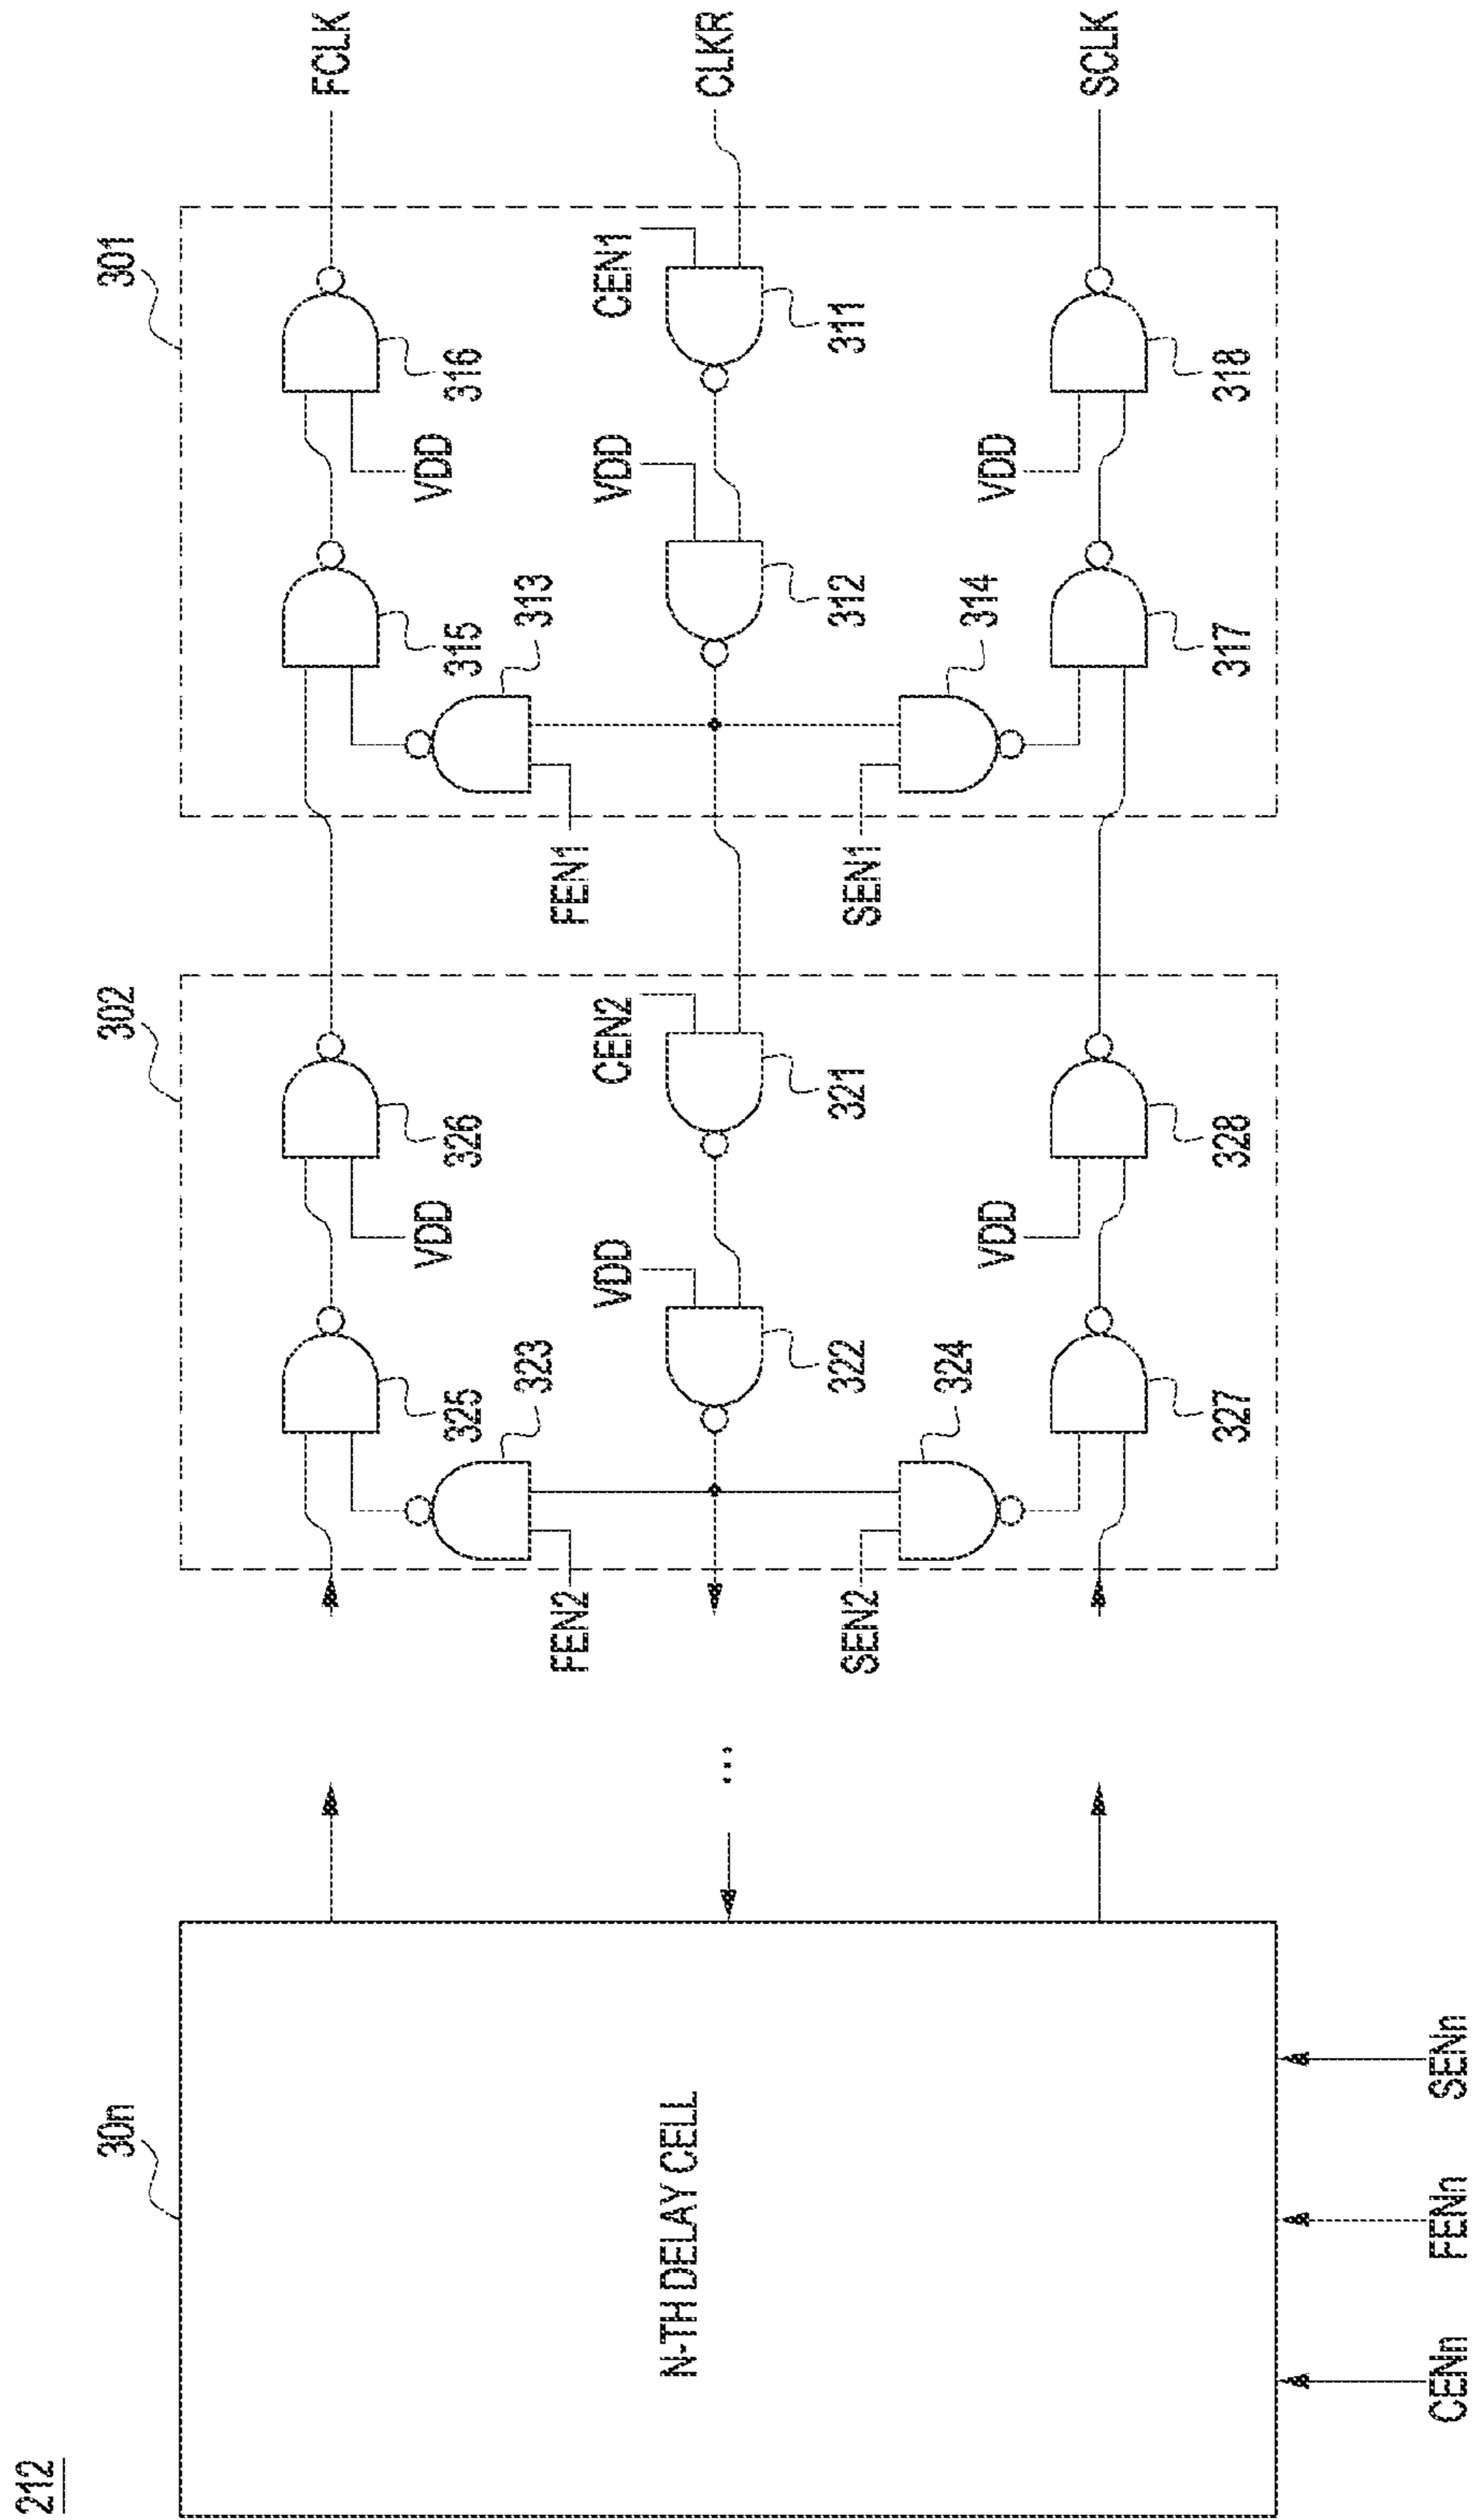 212
30n
302
301
N-TH DELAY CELL
CENn
FENn
SENn
FCLK
CLKR
SCLK
325
326
VDD
323
FEN2
322
VDD
321
CEN2
324
SEN2
327
328
VDD
315
316
VDD
313
FEN1
312
VDD
311
CEN1
314
SEN1
317
318
VDD
...